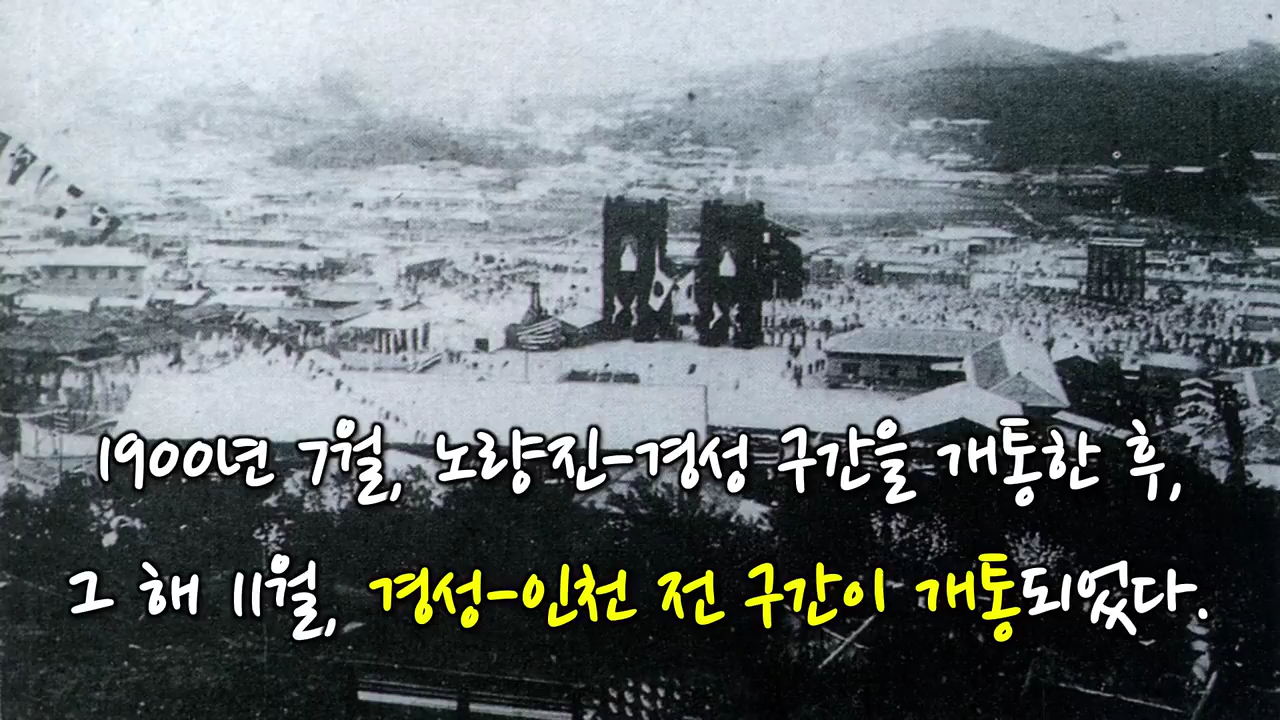 1900년 7월, 노량진-경성 구간을 개통한 후,
그 해 11월, 경성-인천 전 구간이 개통되었다.